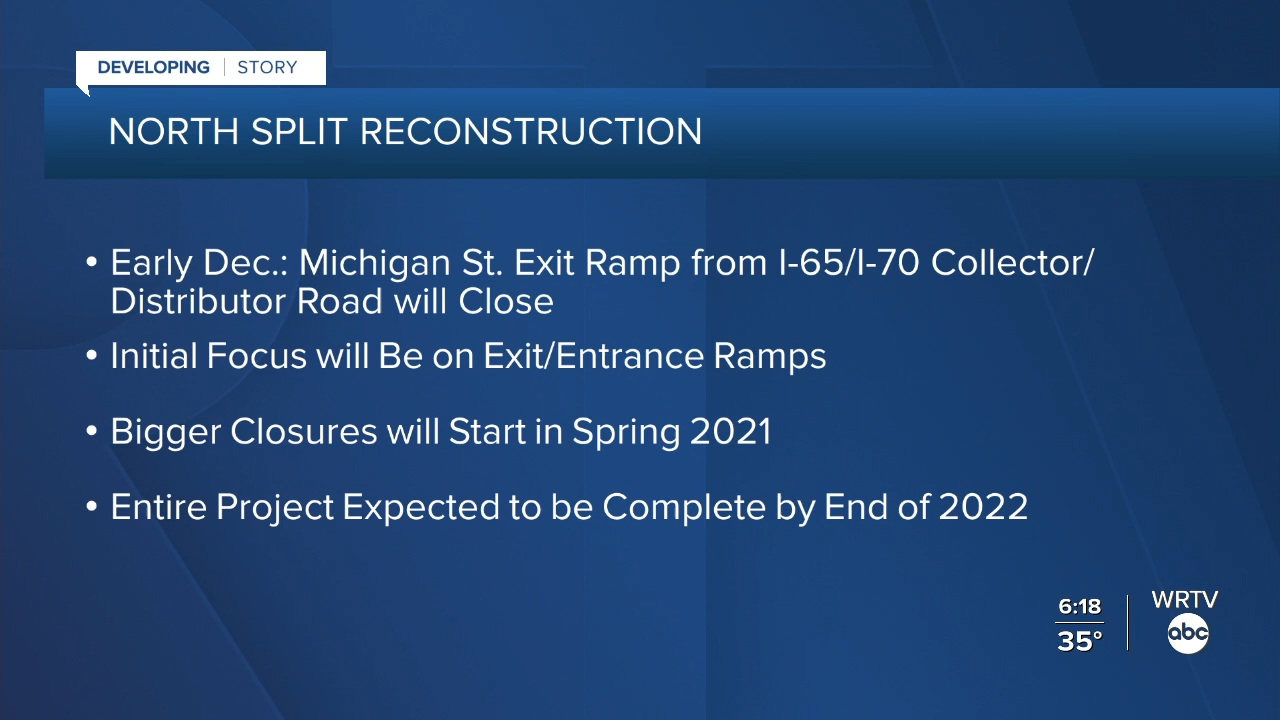 DEVELOPING | STORY
NORTH SPLIT RECONSTRUCTION
• Early Dec.: Michigan St. Exit Ramp from I-65/I-70 Collector/
Distributor Road will Close
• Initial Focus will Be on Exit/Entrance Ramps
• Bigger Closures will Start in Spring 2021
• Entire Project Expected to be Complete by End of 2022
6:18
35°
WRTV
abc